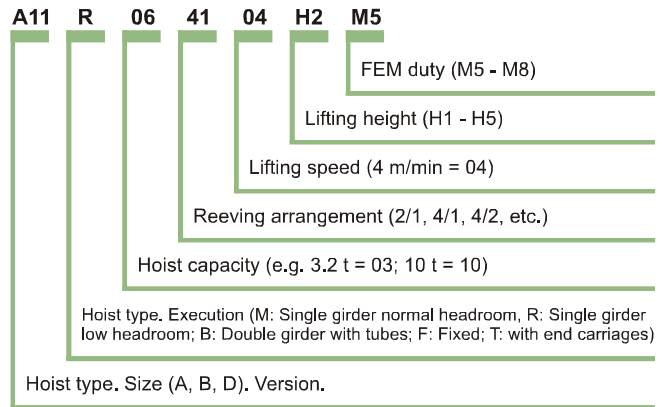 A11 R 06 41 04 H2 M5
FEM duty (M5 - M8)
Lifting height (H1 - H5)
Lifting speed (4 m/min = 04)
Reeving arrangement (2/1, 4/1, 4/2, etc.)
Hoist capacity (e.g. 3.2 t = 03; 10 t = 10)
Hoist type. Execution (M: Single girder normal headroom, R: Single girder
low headroom; B: Double girder with tubes; F: Fixed; T: with end carriages)
Hoist type. Size (A, B, D). Version.